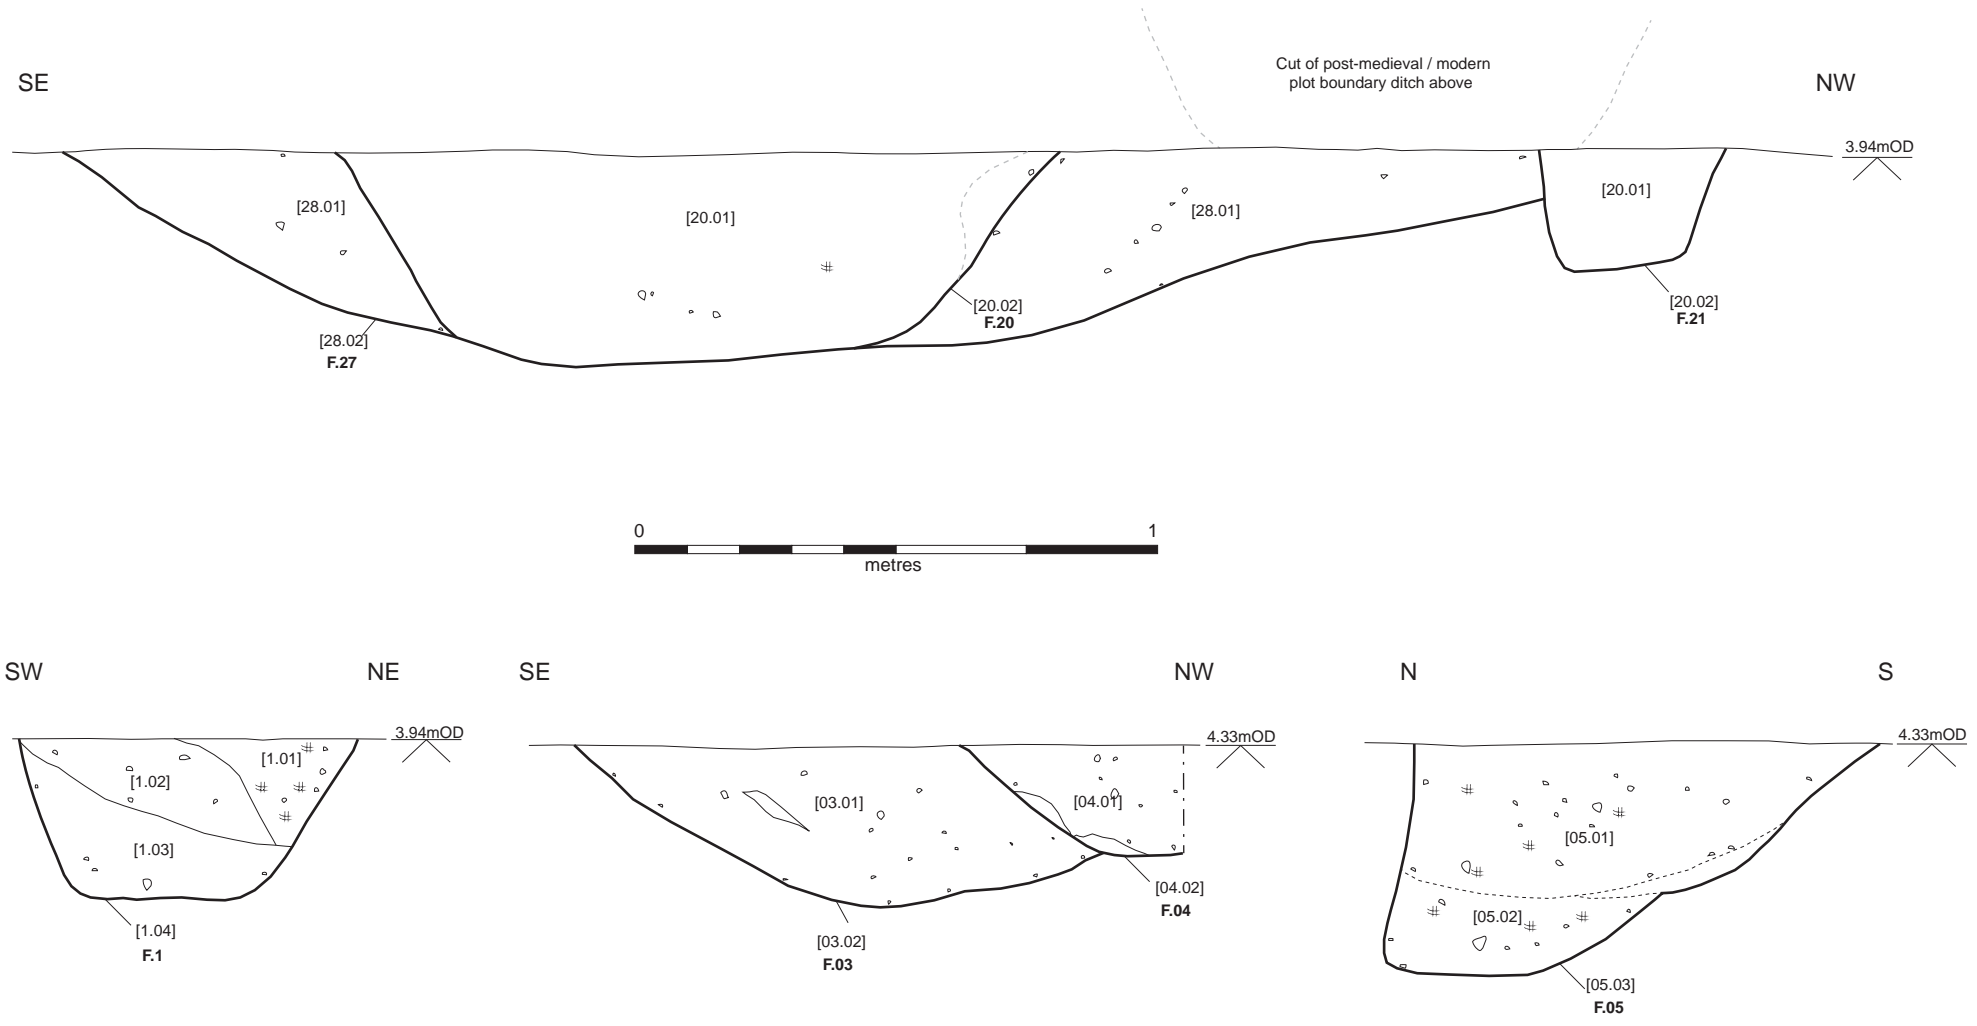 Cut of post-medieval / modern
plot boundary ditch above
SE
NW
3.94mOD
[28.01]
[20.01]
[28.01]
[20.01]
[28.02]
F.27
[20.02]
F.20
[20.02]
F.21
0
1
metres
SW
NE
3.94mOD
[1.01]
[1.02]
[1.03]
[1.04]
F.1
SE
NW
4.33mOD
[03.01]
[04.01]
[04.02]
F.04
[03.02]
F.03
N
S
4.33mOD
[05.01]
[05.02]
[05.03]
F.05